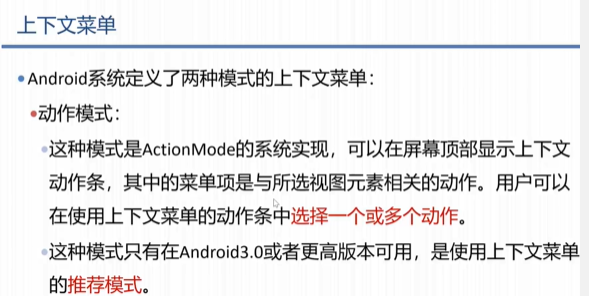 上下文菜单
•Android系统定义了两种模式的上下文菜单：
•动作模式：
•这种模式是ActionMode的系统实现，可以在屏幕顶部显示上下文
动作条，其中的菜单项是与所选视图元素相关的动作。用户可以
在使用上下文菜单的动作条中选择一个或多个动作。
•这种模式只有在Android3.0或者更高版本可用，是使用上下文菜单
的推荐模式。